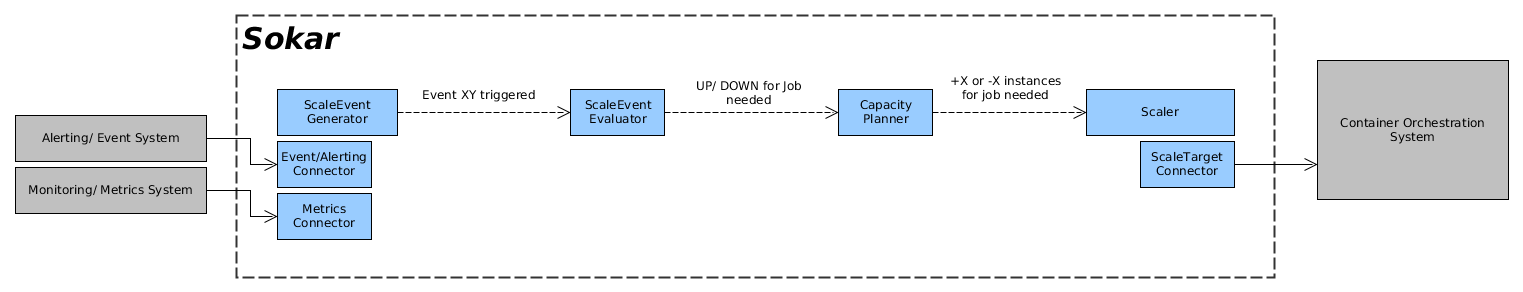 Sokar
ScaleEvent
Generator
Event XY triggered
ScaleEvent
Evaluator
UP/ DOWN for Job
needed
Capacity
Planner
+X or -X instances
for job needed
Scaler
Container Orchestration
System
Alerting/ Event System
Event/Alerting
Connector
ScaleTarget
Connector
Monitoring/ Metrics System
Metrics
Connector